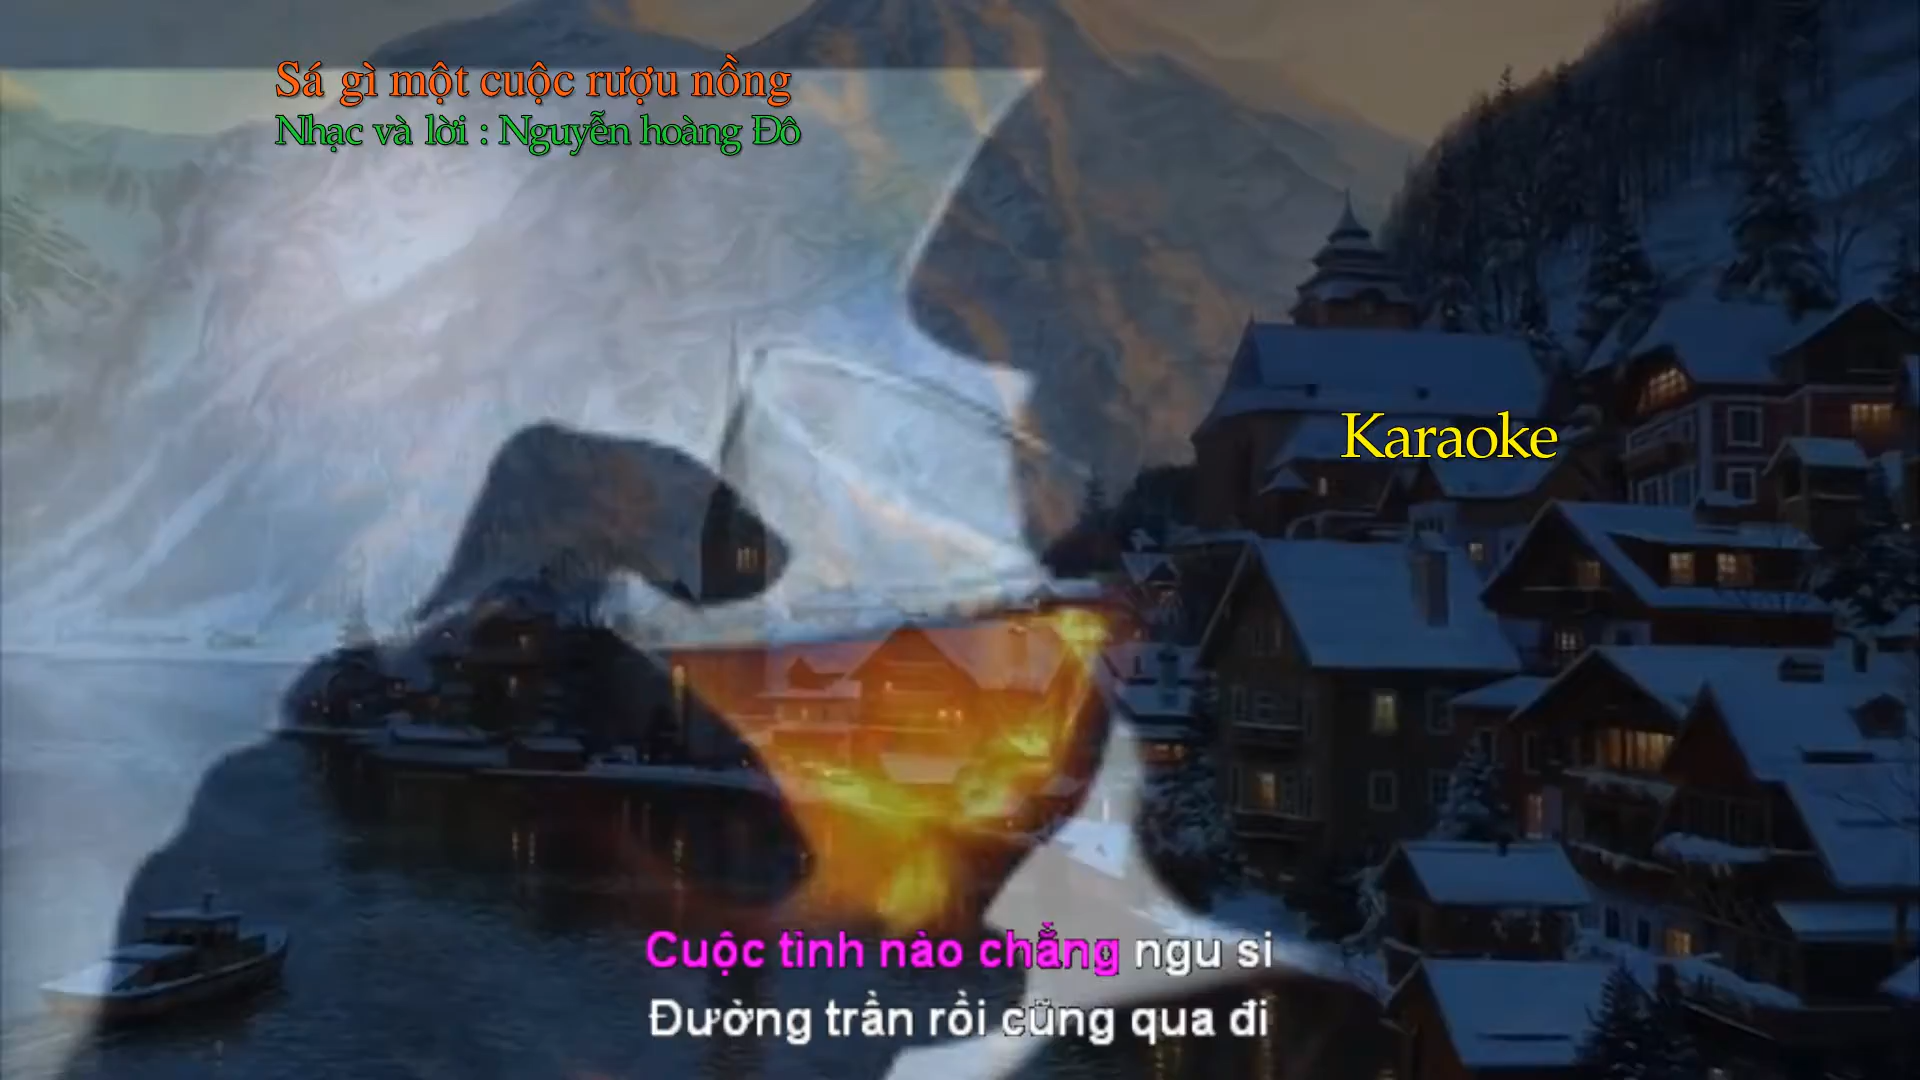 Sá gì một cuộc rượu nồng
Nhạc và lời : Nguyễn hoàng Đô
Karaoke
Cuộc tình nào chẳng ngu si
Đường trần rồi cũng qua đi